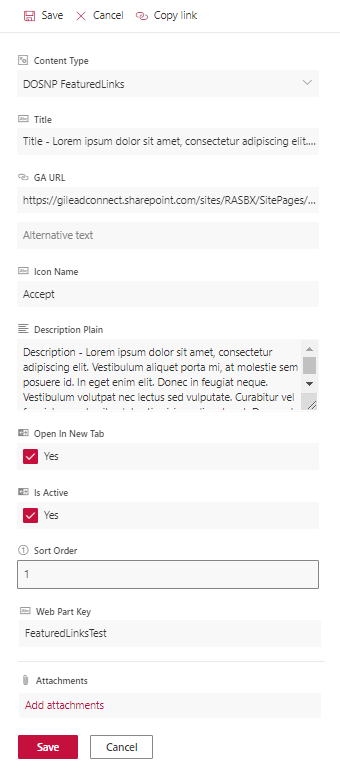 Save Cancel Copy link
Content Type
DOSNP FeaturedLinks
Title
Title - Lorem ipsum dolor sit amet, consectetur adipiscing elit....
GA URL
https://gileadconnect.sharepoint.com/sites/RASBX/SitePages/...
Alternative text
Icon Name
Accept
Description Plain
Description - Lorem ipsum dolor sit amet, consectetur
adipiscing elit. Vestibulum aliquet porta mi, at molestie sem
posuere id. In eget enim elit. Donec in feugiat neque.
Vestibulum volutpat nec lectus sed vulputate. Curabitur vel
Open In New Tab
Yes
Is Active
Yes
Sort Order
1
Web Part Key
FeaturedLinksTest
Attachments
Add attachments
Save Cancel